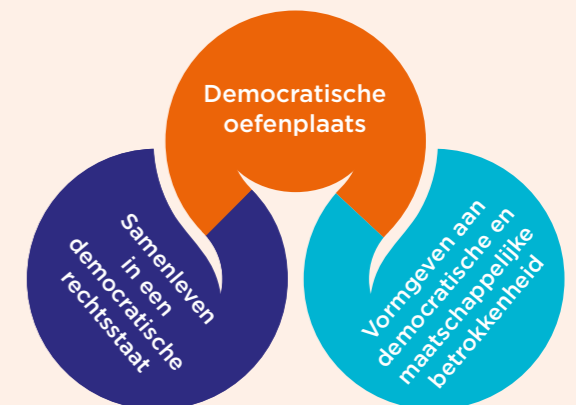 Democratische
oefenplaats
Samenleven
in een
democratische
rechtsstaat
Vormgeven aan
democratische en
maatschappelijke
betrokkenheid